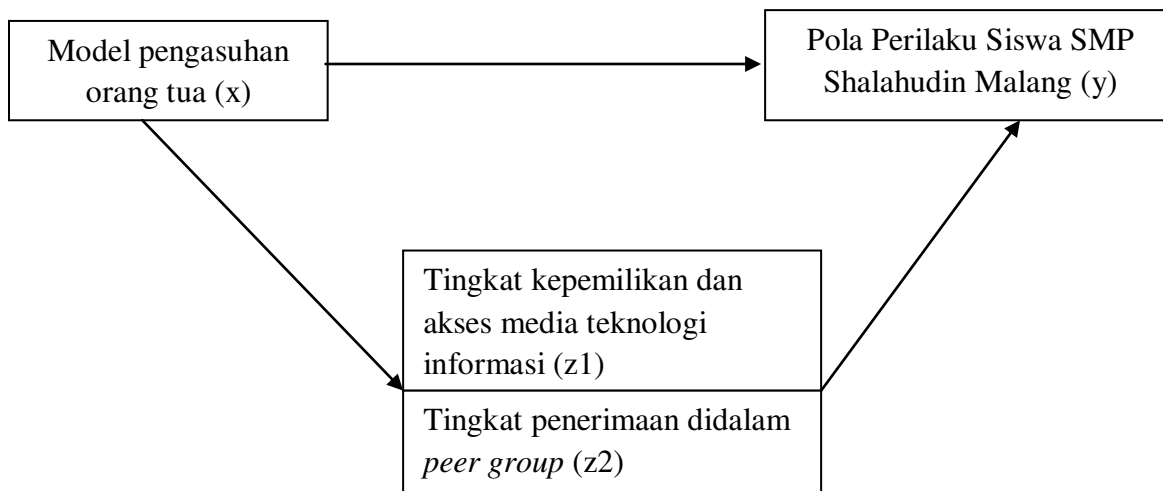 Model pengasuhan
orang tua (x)
Pola Perilaku Siswa SMP
Shalahudin Malang (y)
Tingkat kepemilikan dan
akses media teknologi
informasi (z1)
Tingkat penerimaan didalam
peer group (z2)